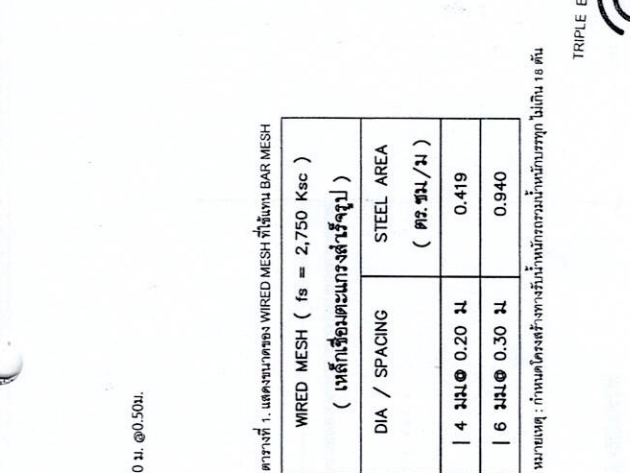 0 ม. @0.50ม.
ตารางที่ 1. แสดงขนาดของ WIRED MESH ที่ใช้แทน BAR MESH
WIRED MESH ( fs = 2,750 Ksc )
( เหล็กเชื่อมตะแกรงสำเร็จรูป )
DIA / SPACING STEEL AREA
( ตร.ซม/ม )
4 มม@ 0.20 ม 0.419
6 มม@ 0.30 ม 0.940
หมายเหตุ : กำหนดโครงสร้างทางรับน้ำหนักรถรวมน้ำหนักบรรทุก ไม่เกิน 18 ตัน
TRIPLE E